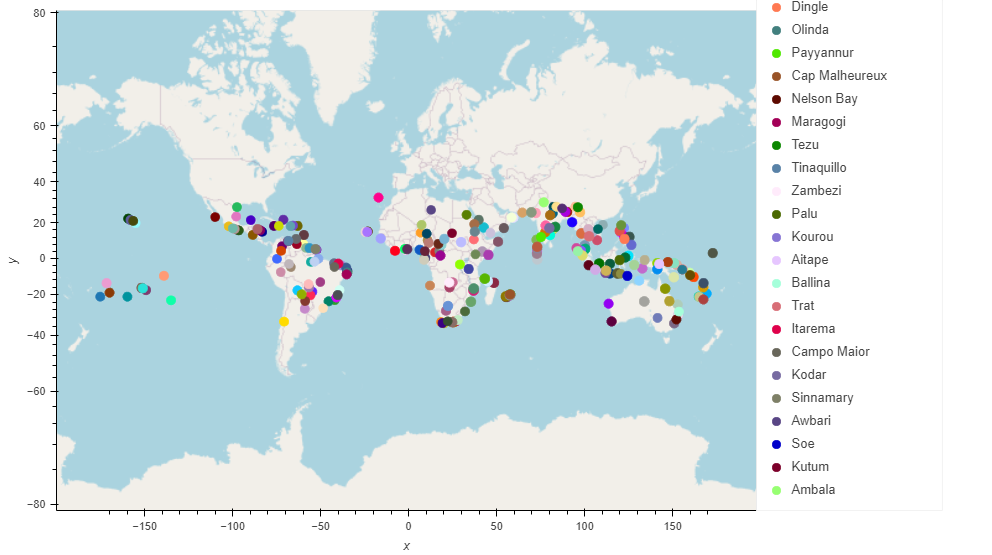 80
60
40
20
0
−20
−40
−60
−80
y
−150
−100
−50
0
50
100
150
x
Dingle
Olinda
Payyannur
Cap Malheureux
Nelson Bay
Maragogi
Tezu
Tinaquillo
Zambezi
Palu
Kourou
Aitape
Ballina
Trat
Itarema
Campo Maior
Kodar
Sinnamary
Awbari
Soe
Kutum
Ambala